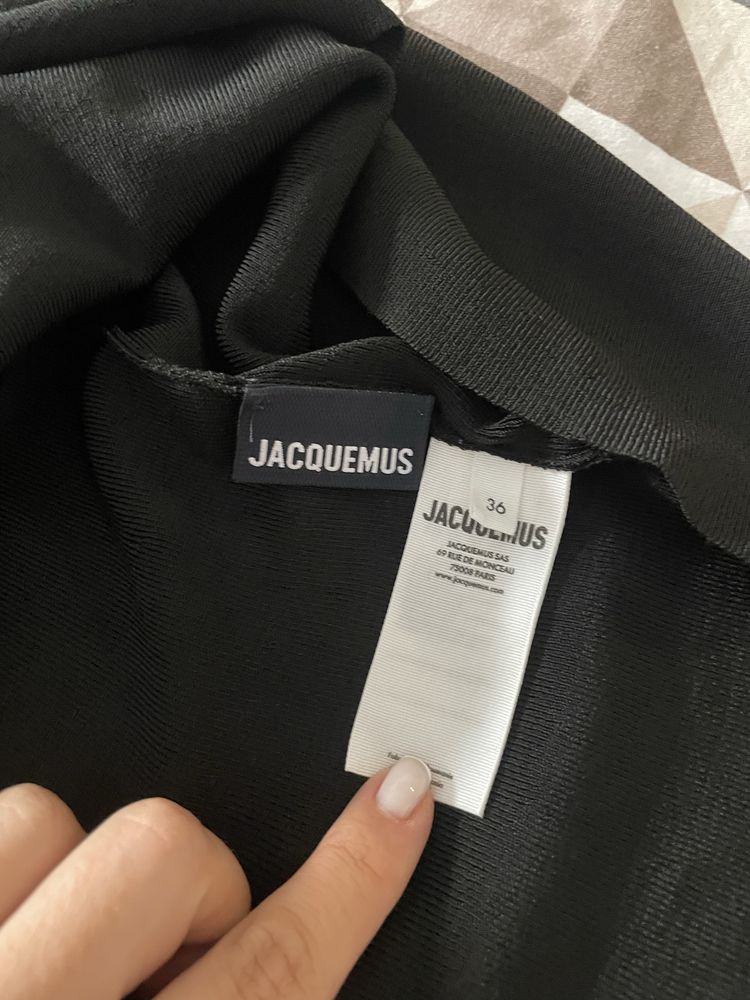 JACQUEMUS
36
JACQUEMUS
JACQUEMUS SAS
69 RUE DE MONCEAU
75008 PARIS
www.jacquemus.com